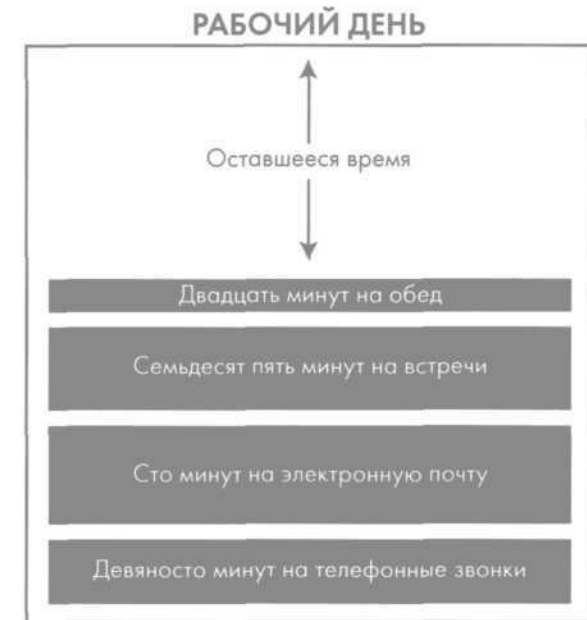 РАБОЧИЙ ДЕНЬ
Оставшееся время
Двадцать минут на обед
Семьдесят пять минут на встречи
Сто минут на электронную почту
Девяносто минут на телефонные звонки